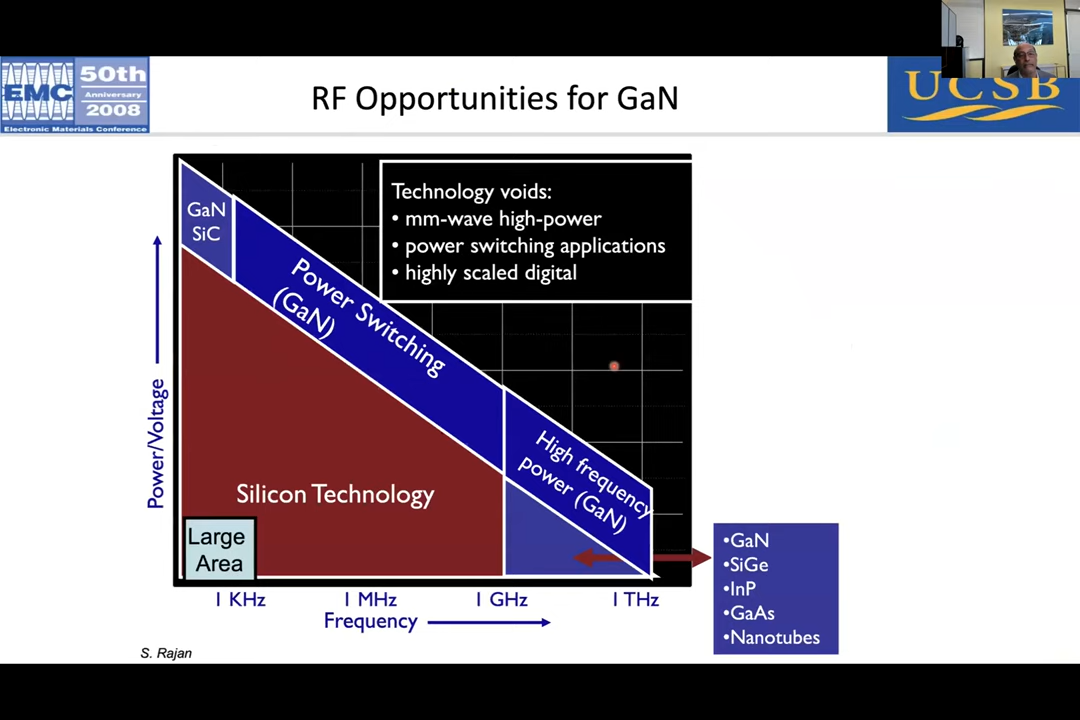 EMC
50th
Anniversary
2008
Electronic Materials Conference
RF Opportunities for GaN
UCSB
GaN
SiC
Technology voids:
• mm-wave high-power
• power switching applications
• highly scaled digital
Power Switching
(GaN)
High frequency
power (GaN)
Power/Voltage
Silicon Technology
Large
Area
1 KHz
1 MHz
1 GHz
1 THz
Frequency
•GaN
•SiGe
•InP
•GaAs
•Nanotubes
S. Rajan